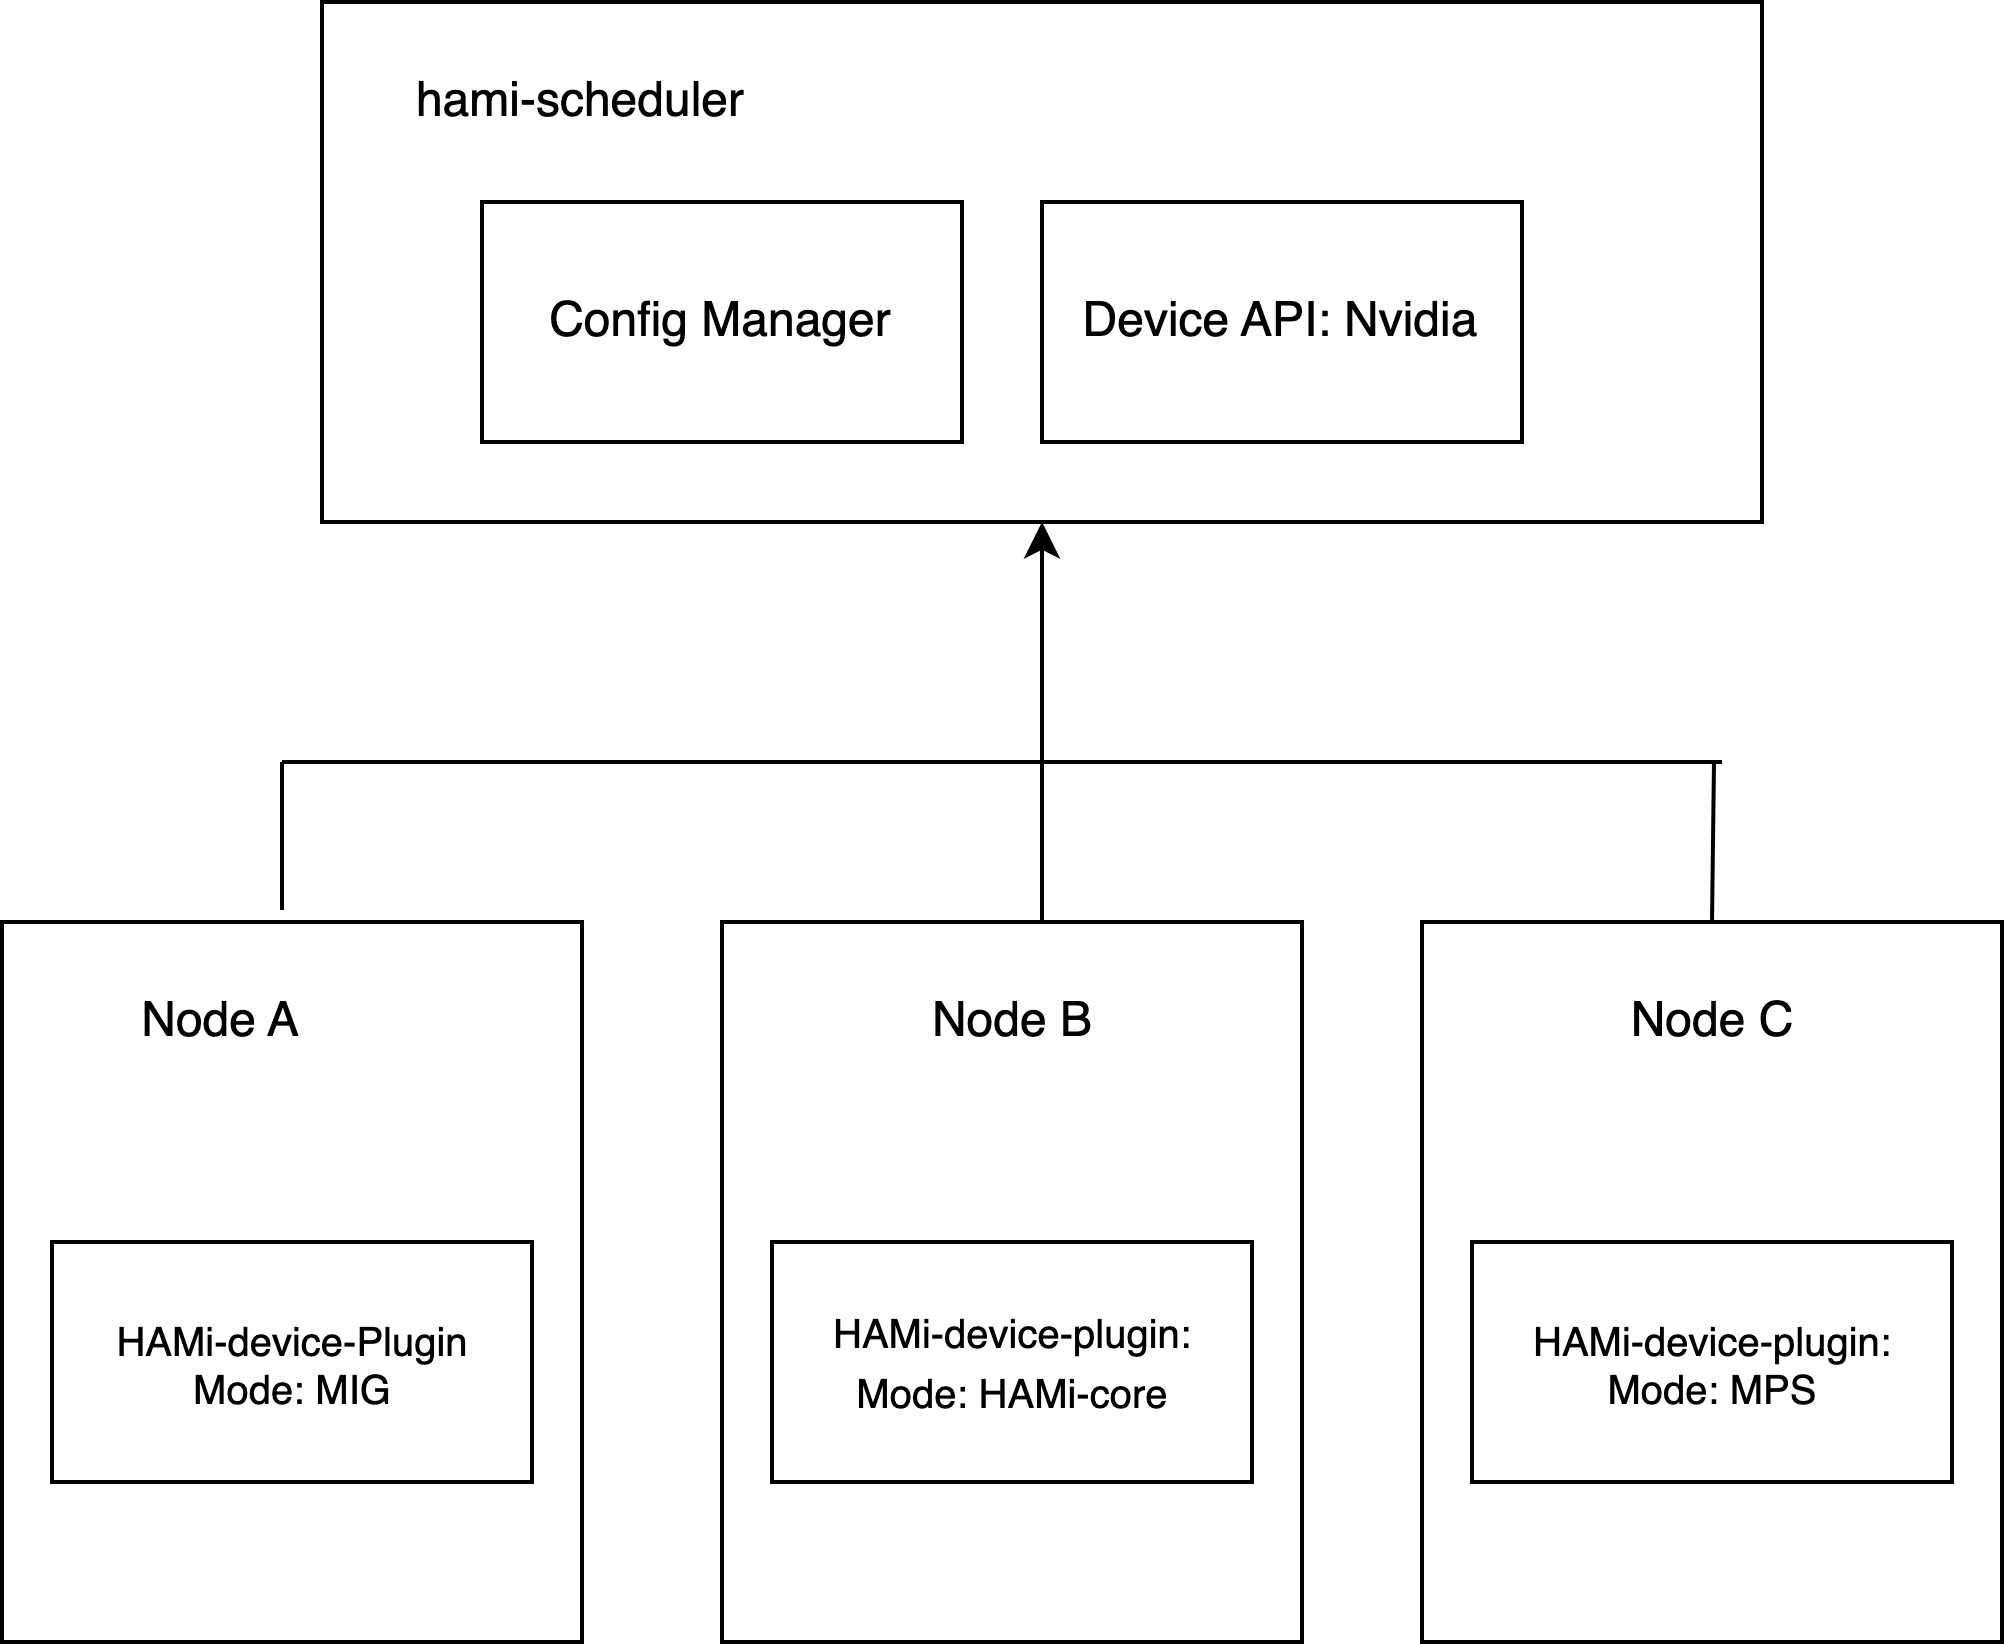 hami-scheduler
Config Manager
Device API: Nvidia
Node A
Node B
Node C
HAMi-device-Plugin
Mode: MIG
HAMi-device-plugin:
Mode: HAMi-core
HAMi-device-plugin:
Mode: MPS